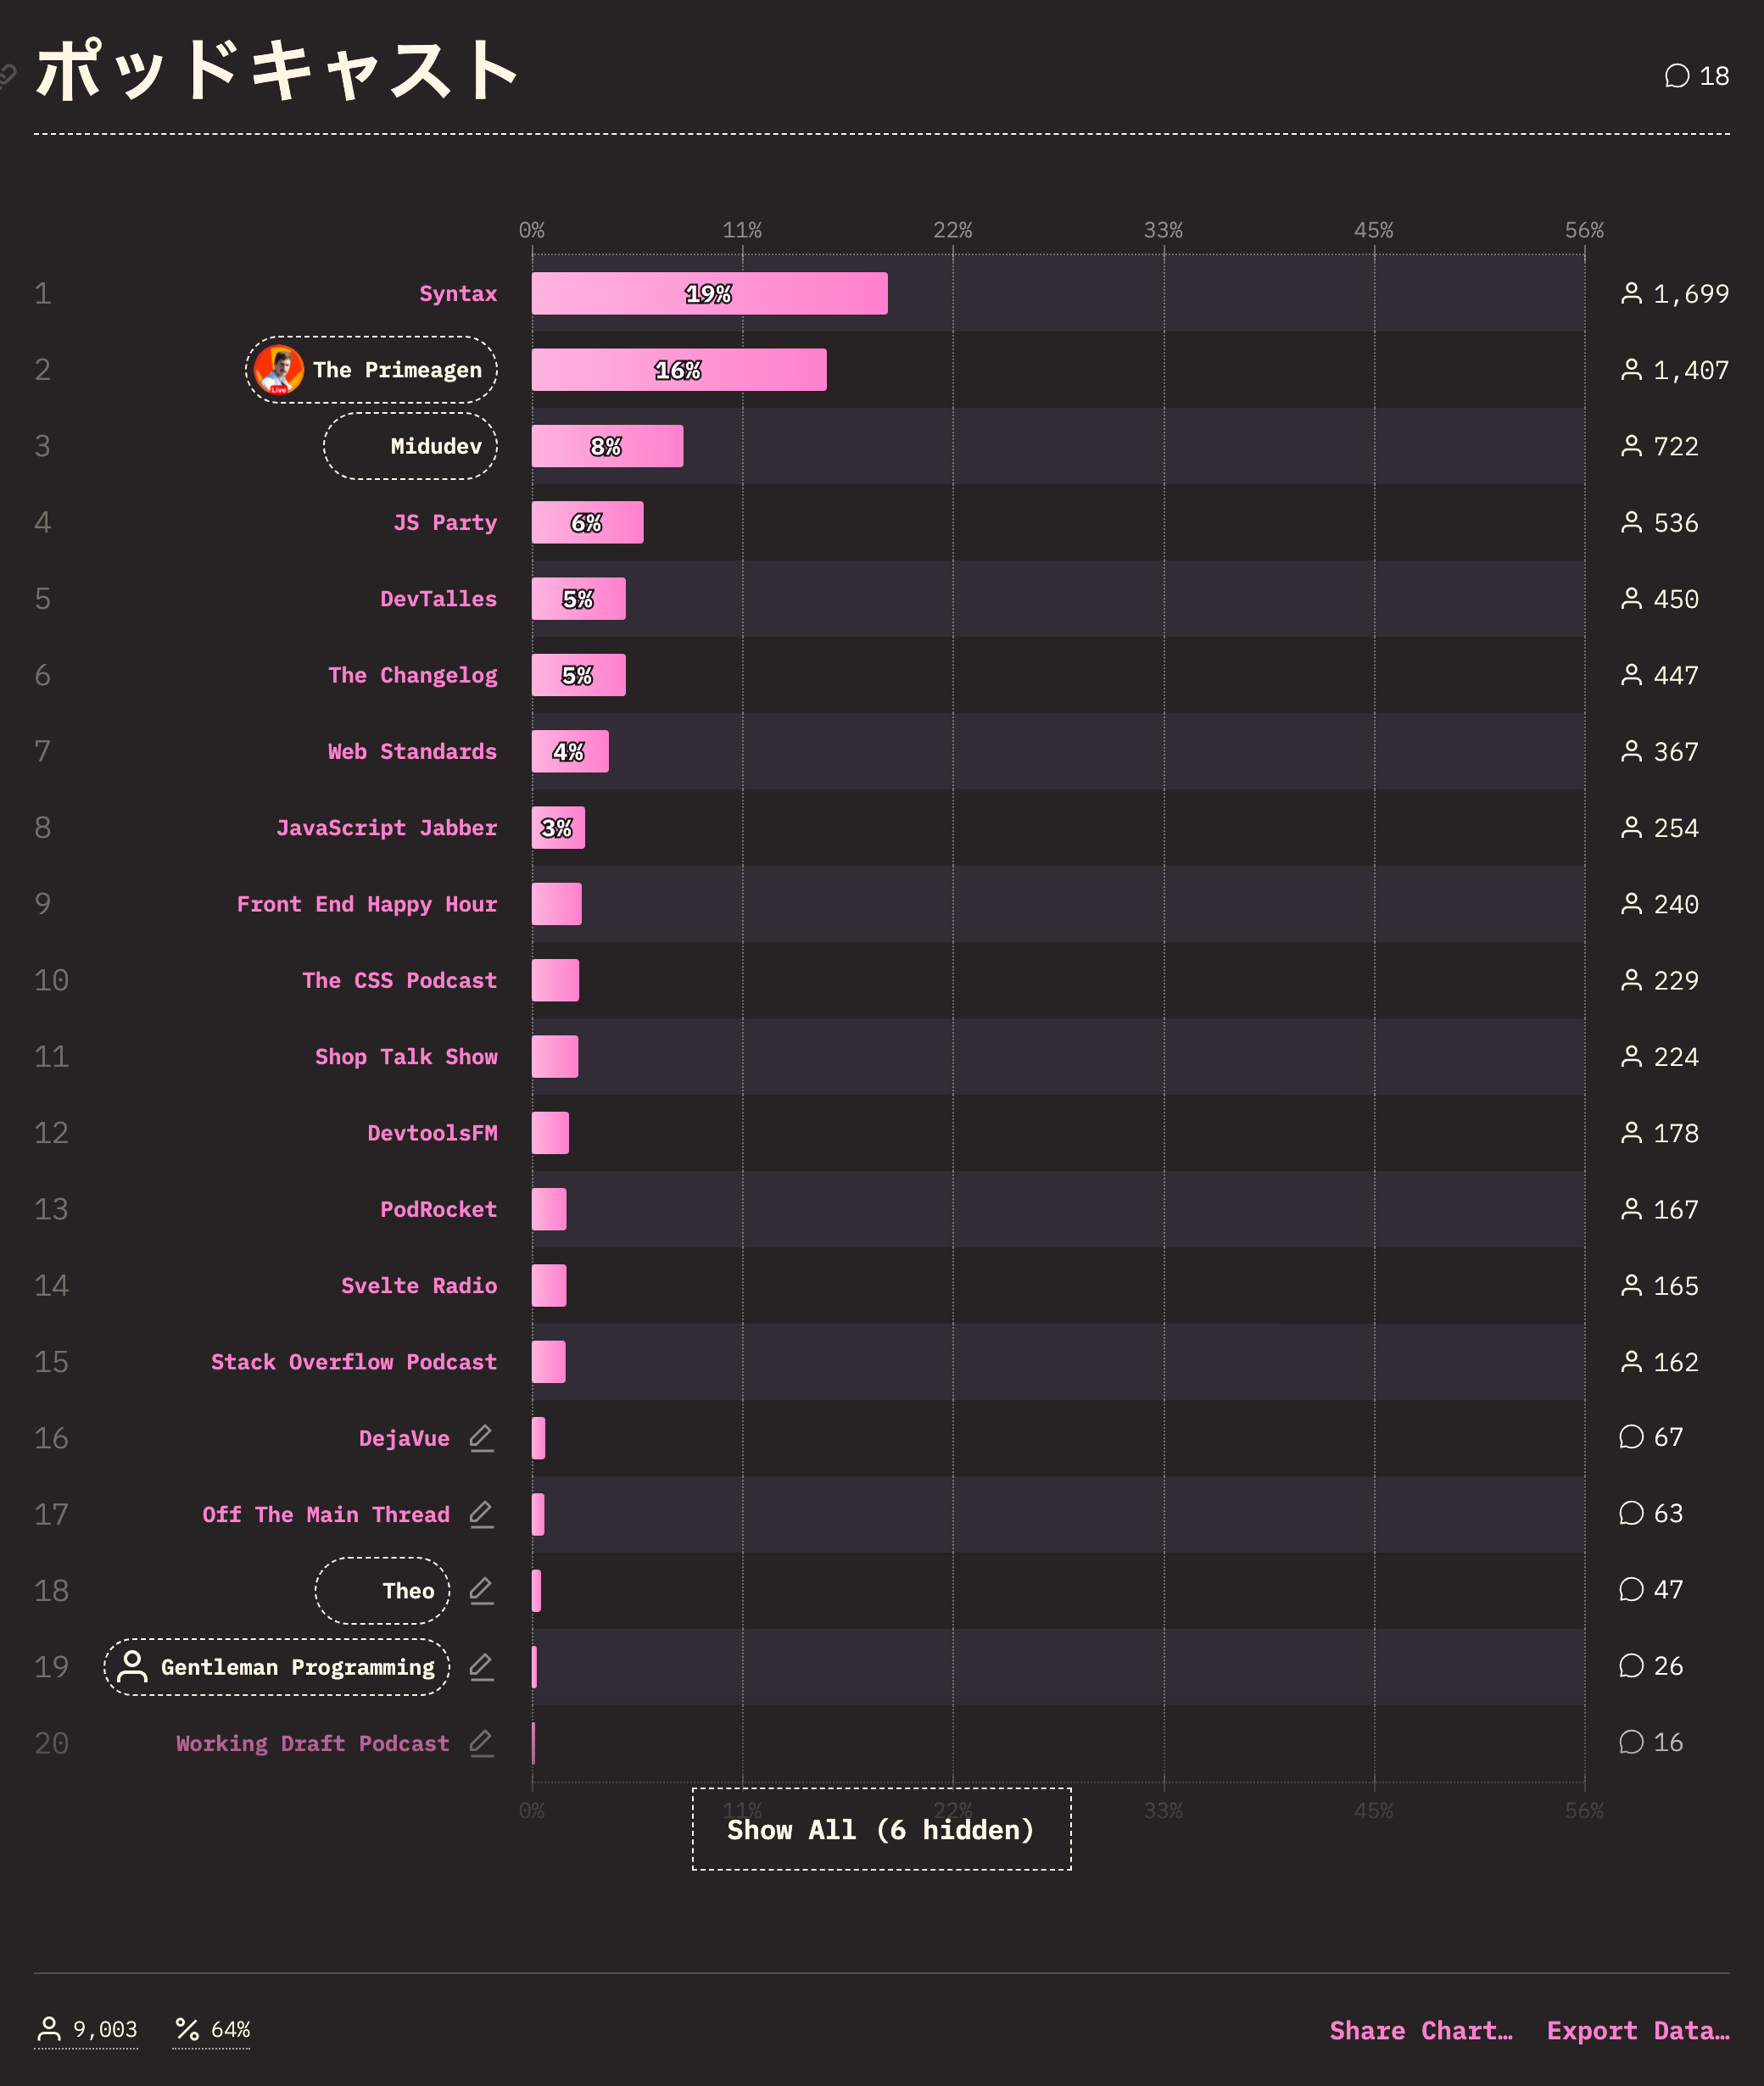 ポッドキャスト
18
0% 11% 22% 33% 45% 56%
1 Syntax 19% 1,699
2 Live The Primeagen 16% 1,407
3 Midudev 8% 722
4 JS Party 6% 536
5 DevTalles 5% 450
6 The Changelog 5% 447
7 Web Standards 4% 367
8 JavaScript Jabber 3% 254
9 Front End Happy Hour 240
10 The CSS Podcast 229
11 Shop Talk Show 224
12 DevtoolsFM 178
13 PodRocket 167
14 Svelte Radio 165
15 Stack Overflow Podcast 162
16 DejaVue 67
17 Off The Main Thread 63
18 Theo 47
19 Gentleman Programming 26
20 Working Draft Podcast 16
0% 11% 22% 33% 45% 56%
Show All (6 hidden)
9,003 64% Share Chart… Export Data…